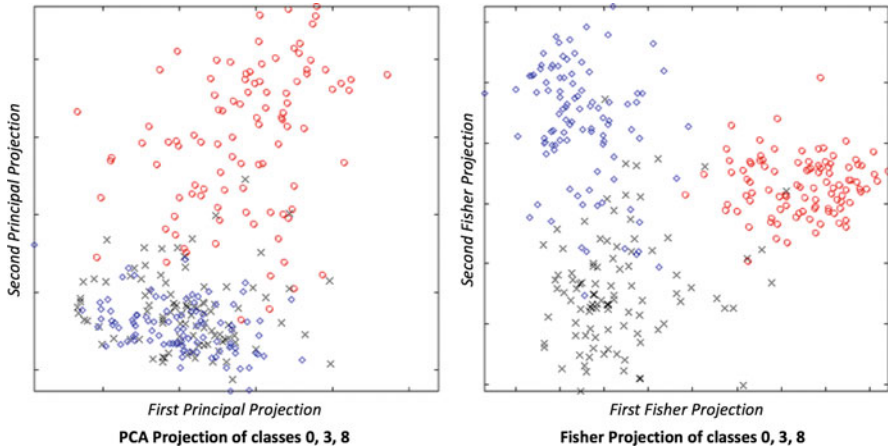 Second Principal Projection
First Principal Projection
PCA Projection of classes 0, 3, 8
Second Fisher Projection
First Fisher Projection
Fisher Projection of classes 0, 3, 8